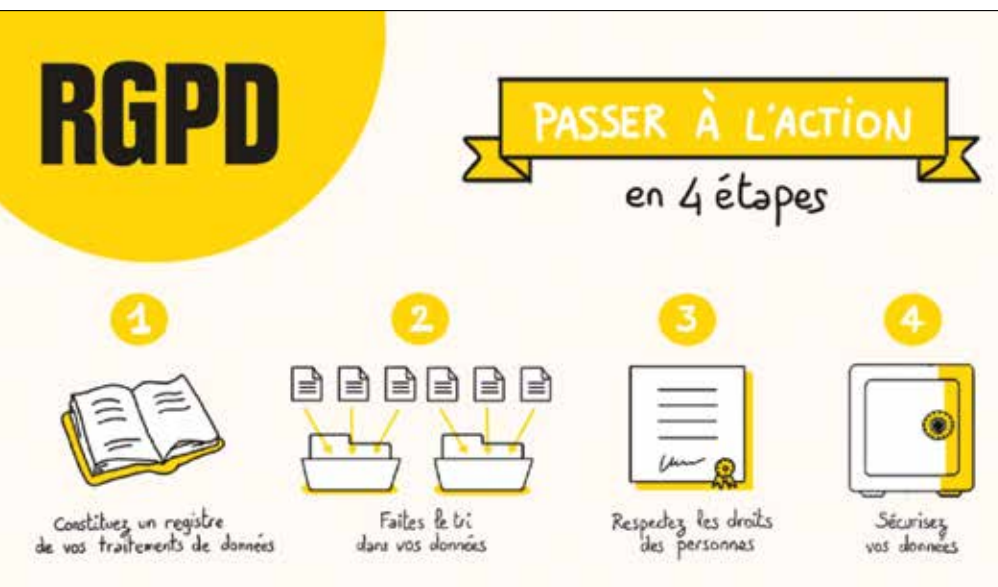 RGPD
PASSER À L'ACTION
en 4 étapes
1
2
3
4
Constituez un registre
de vos traitements de données
Faites le tri
dans vos données
Respectez les droits
des personnes
Sécurisez
vos données